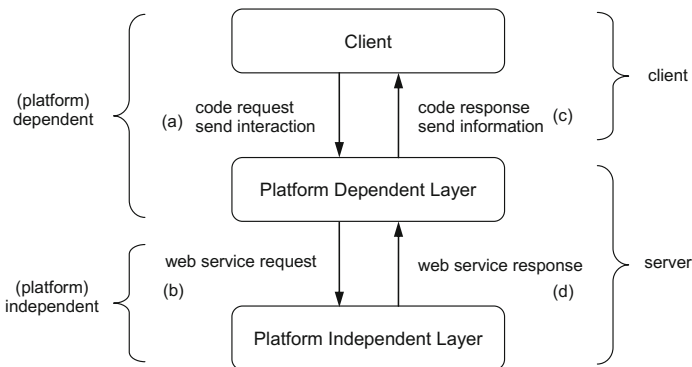 Client
client
(platform)
dependent
(a)
code request
send interaction
code response
send information
(c)
Platform Dependent Layer
web service request
(b)
web service response
(d)
server
(platform)
independent
Platform Independent Layer